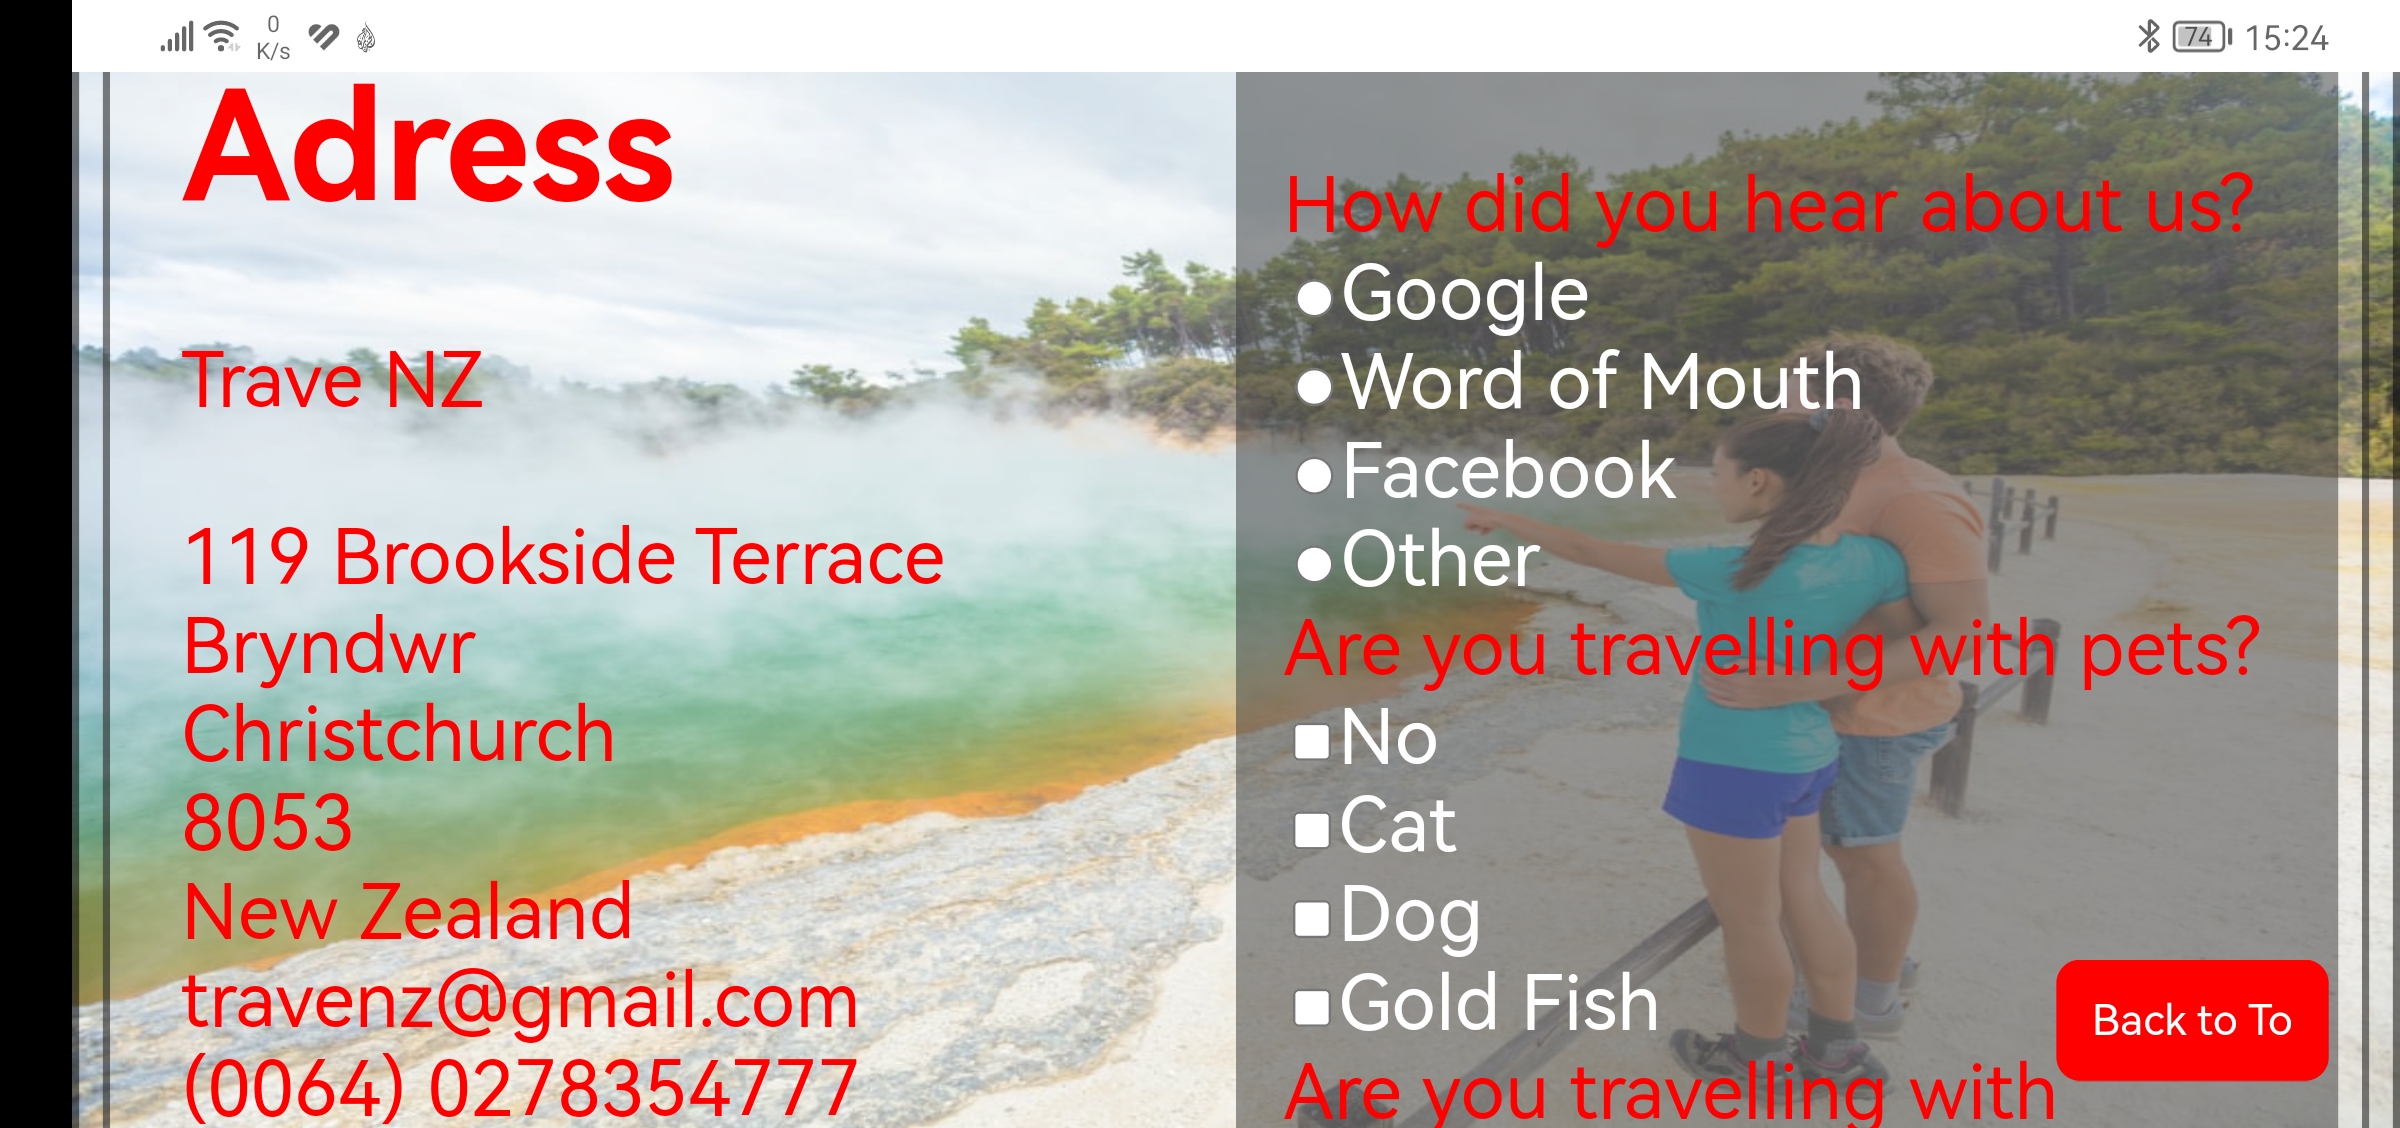 0
K/s
74
15:24
Adress
Trave NZ
119 Brookside Terrace
Bryndwr
Christchurch
8053
New Zealand
travenz@gmail.com
(0064) 0278354777
How did you hear about us?
Google
Word of Mouth
Facebook
Other
Are you travelling with pets?
No
Cat
Dog
Gold Fish
Are you travelling with
Back to To